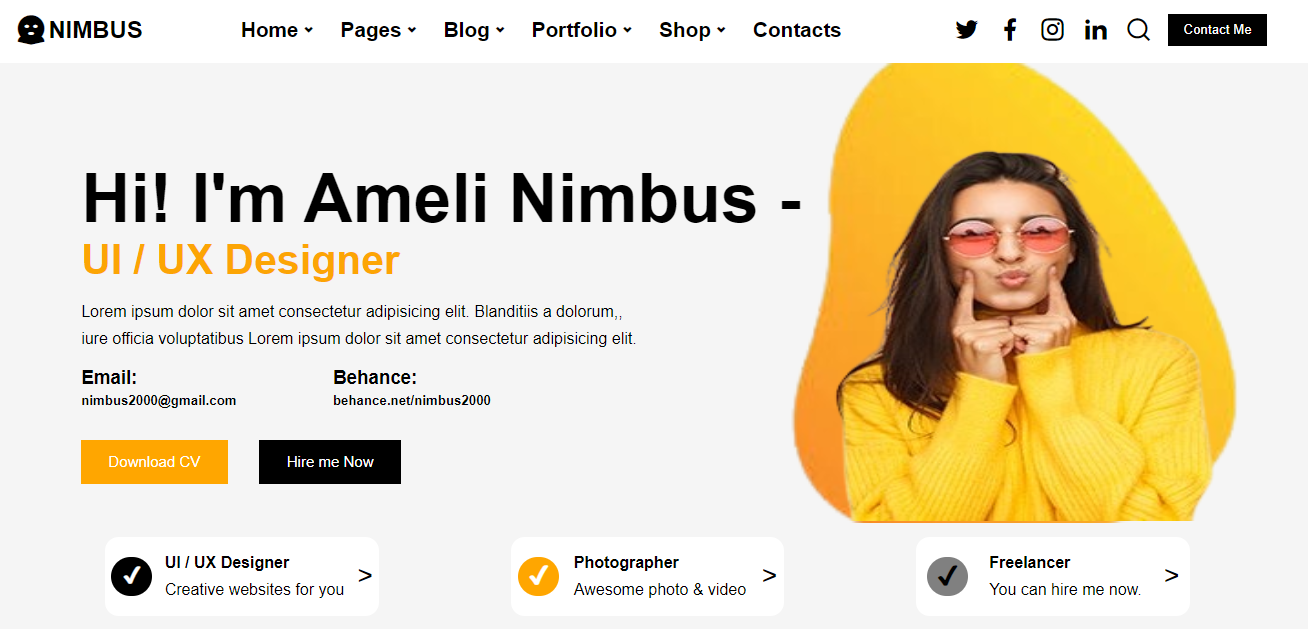 NIMBUS Home Pages Blog Portfolio Shop Contacts Contact Me
Hi! I'm Ameli Nimbus -
UI / UX Designer
Lorem ipsum dolor sit amet consectetur adipisicing elit. Blanditiis a dolorum,,
iure officia voluptatibus Lorem ipsum dolor sit amet consectetur adipisicing elit.
Email: Behance:
nimbus2000@gmail.com behance.net/nimbus2000
Download CV Hire me Now
UI / UX Designer
Creative websites for you >
Photographer
Awesome photo & video >
Freelancer
You can hire me now. >